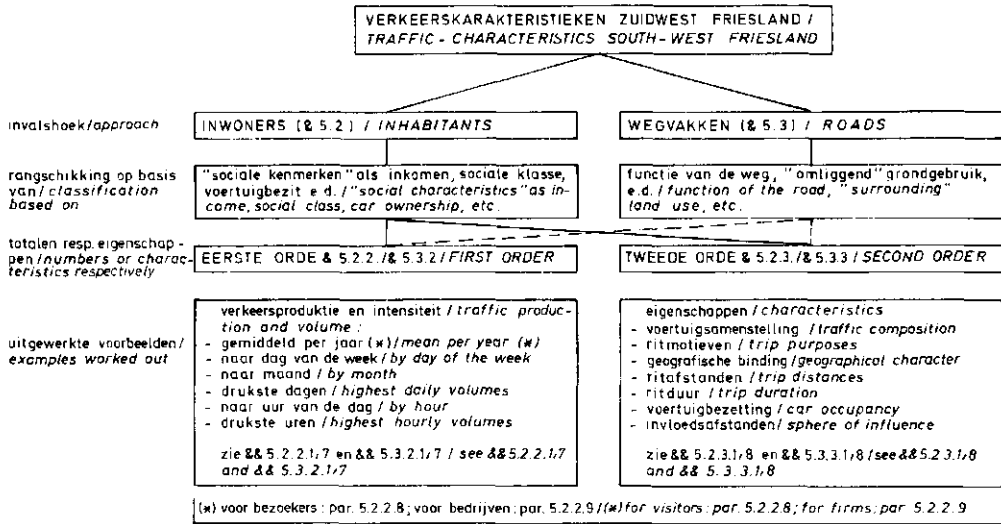 VERKEERSKARAKTERISTIEKEN ZUIDWEST FRIESLAND /
TRAFFIC - CHARACTERISTICS SOUTH - WEST FRIESLAND
invalshoek/approach
INWONERS (& 5.2) / INHABITANTS
WEGVAKKEN (& 5.3) / ROADS
rangschikking op basis
van / classification
based on
"sociale kenmerken" als inkomen, sociale klasse,
voertuigbezit e.d. / "social characteristics" as in-
come, social class, car ownership, etc.
functie van de weg, "omliggend" grondgebruik,
e.d. / function of the road, "surrounding"
land use, etc.
totalen resp. eigenschap-
pen / numbers or charac-
teristics respectively
EERSTE ORDE & 5.2.2./& 5.3.2 / FIRST ORDER
TWEEDE ORDE & 5.2.3./& 5.3.3 / SECOND ORDER
uitgewerkte voorbeelden/
examples worked out
verkeersproduktie en intensiteit / traffic produc-
tion and volume :
- gemiddeld per jaar (*) / mean per year (*)
- naar dag van de week / by day of the week
- naar maand / by month
- drukste dagen / highest daily volumes
- naar uur van de dag / by hour
- drukste uren / highest hourly volumes
zie && 5.2.2.1/7 en && 5.3.2.1/7 / see && 5.2.2.1/7
and && 5.3.2.1/7
eigenschappen / characteristics
- voertuigsamenstelling / traffic composition
- ritmotieven / trip purposes
- geografische binding / geographical character
- ritafstanden / trip distances
- ritduur / trip duration
- voertuigbezetting / car occupancy
- invloedsafstanden / sphere of influence
zie && 5.2.3.1/8 en && 5.3.3.1/8 / see && 5.2.3.1/8
and && 5.3.3.1/8
(*) voor bezoekers : par. 5.2.2.8 ; voor bedrijven : par. 5.2.2.9 / (*) for visitors : par. 5.2.2.8 ; for firms : par 5.2.2.9